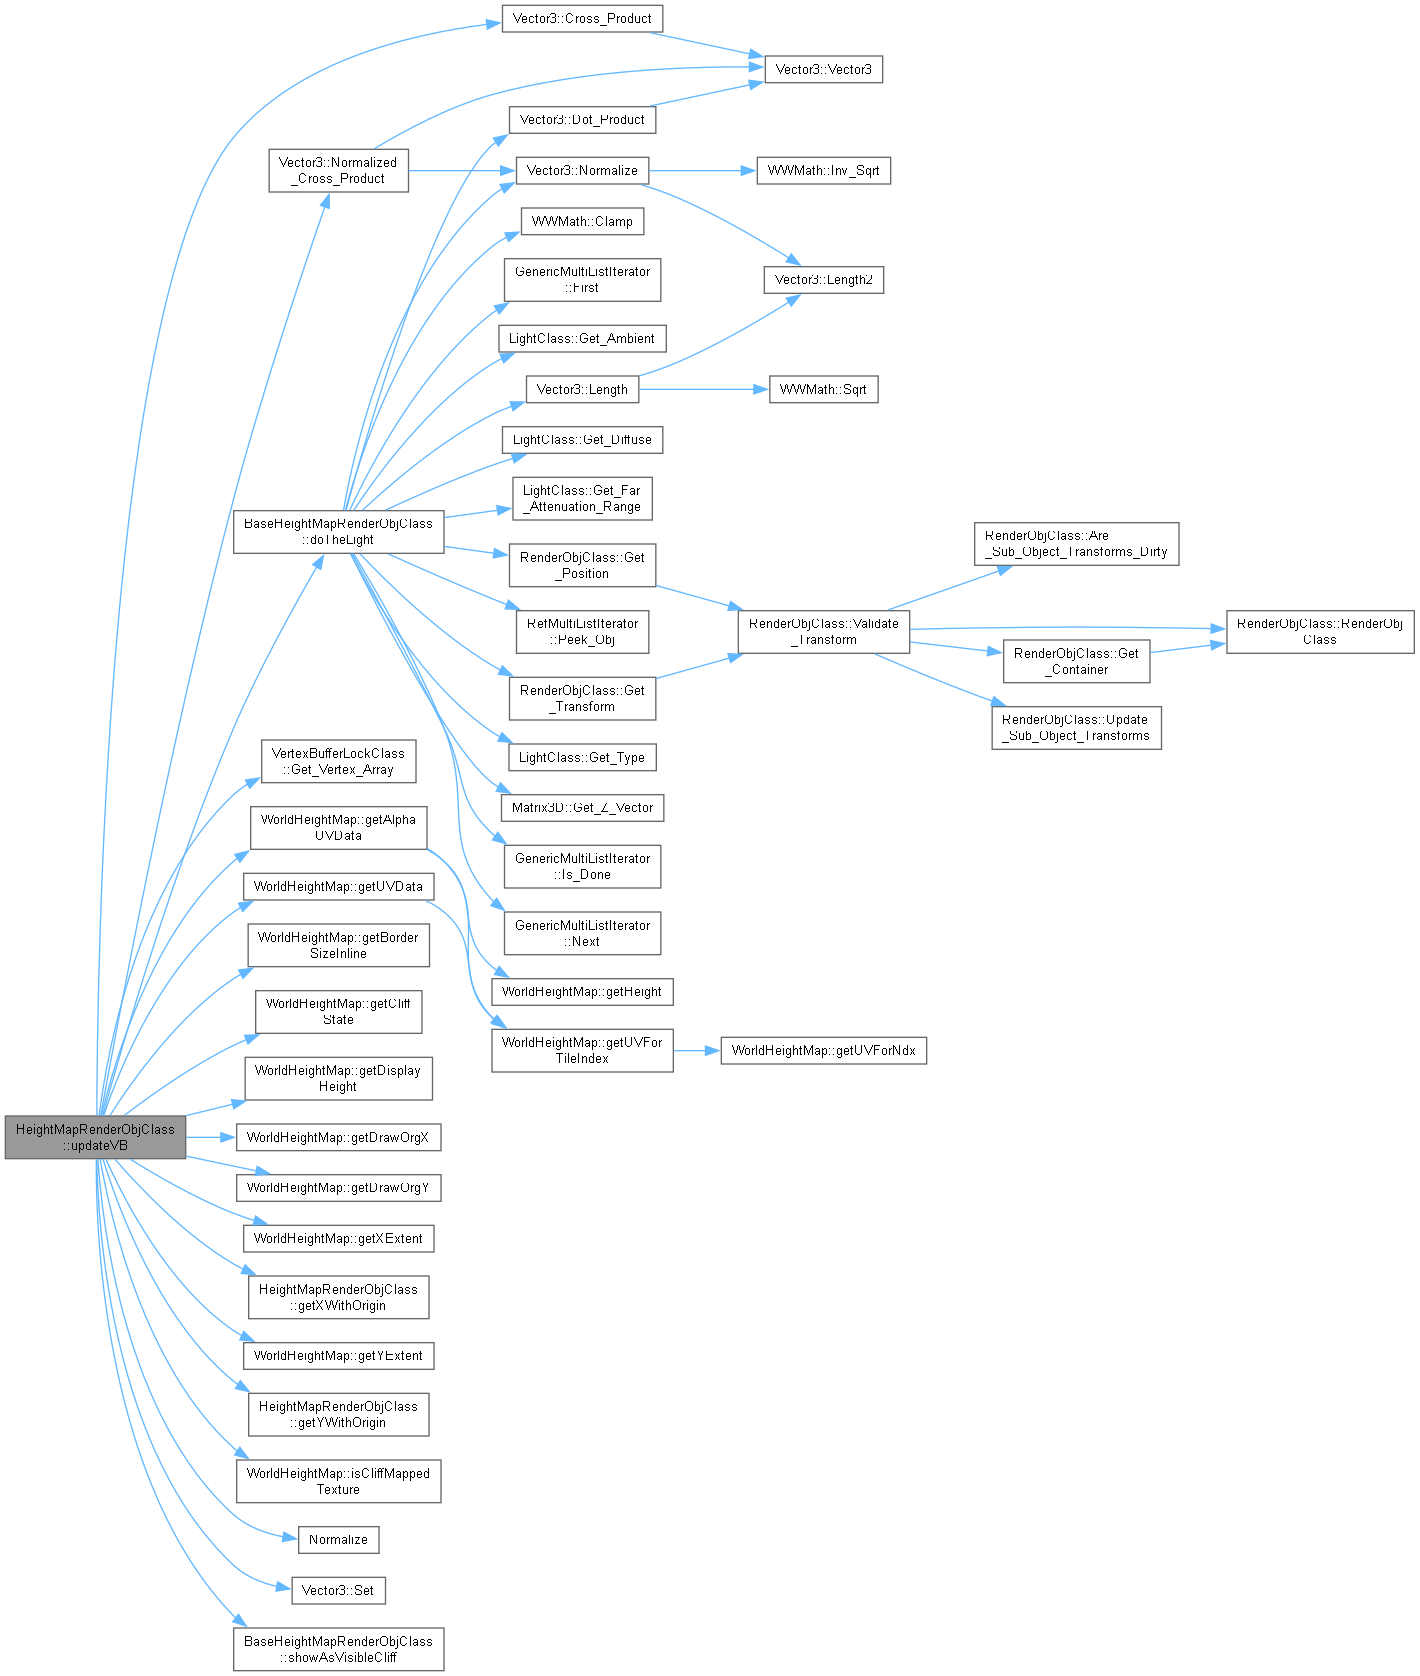 Vector3::Cross_Product
Vector3::Vector3
Vector3::Dot_Product
Vector3::Normalized
_Cross_Product
Vector3::Normalize
WWMath::Inv_Sqrt
WWMath::Clamp
GenericMultiListIterator
::First
Vector3::Length2
LightClass::Get_Ambient
Vector3::Length
WWMath::Sqrt
LightClass::Get_Diffuse
LightClass::Get_Far
_Attenuation_Range
BaseHeightMapRenderObjClass
::doTheLight
RenderObjClass::Get
_Position
RenderObjClass::Are
_Sub_Object_Transforms_Dirty
RefMultiListIterator
::Peek_Obj
RenderObjClass::Validate
_Transform
RenderObjClass::RenderObj
Class
RenderObjClass::Get
_Container
RenderObjClass::Get
_Transform
RenderObjClass::Update
_Sub_Object_Transforms
LightClass::Get_Type
VertexBufferLockClass
::Get_Vertex_Array
Matrix3D::Get_Z_Vector
WorldHeightMap::getAlpha
UVData
GenericMultiListIterator
::Is_Done
WorldHeightMap::getUVData
GenericMultiListIterator
::Next
WorldHeightMap::getBorder
SizeInline
WorldHeightMap::getHeight
WorldHeightMap::getCliff
State
WorldHeightMap::getUVFor
TileIndex
WorldHeightMap::getUVForNdx
WorldHeightMap::getDisplay
Height
HeightMapRenderObjClass
::updateVB
WorldHeightMap::getDrawOrgX
WorldHeightMap::getDrawOrgY
WorldHeightMap::getXExtent
HeightMapRenderObjClass
::getXWithOrigin
WorldHeightMap::getYExtent
HeightMapRenderObjClass
::getYWithOrigin
WorldHeightMap::isCliffMapped
Texture
Normalize
Vector3::Set
BaseHeightMapRenderObjClass
::showAsVisibleCliff